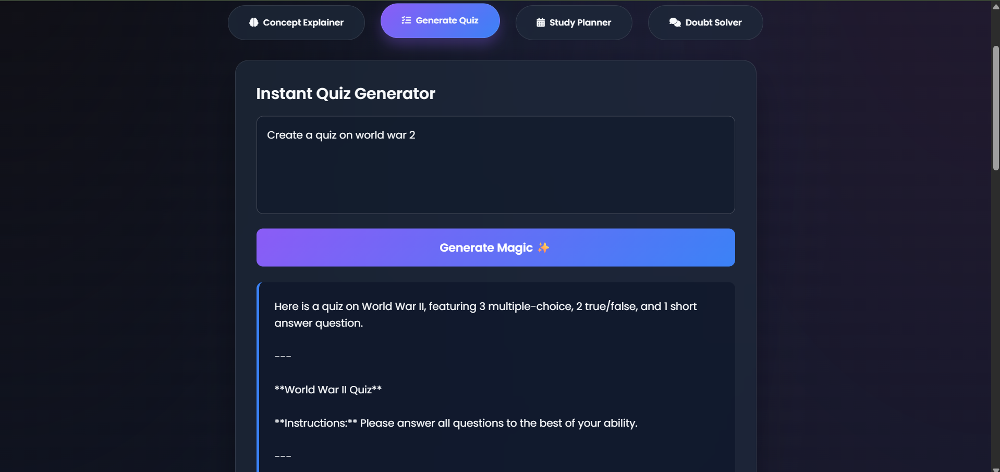 Concept Explainer
Generate Quiz
Study Planner
Doubt Solver
Instant Quiz Generator
Create a quiz on world war 2
Generate Magic ✨
Here is a quiz on World War II, featuring 3 multiple-choice, 2 true/false, and 1 short
answer question.
---
**World War II Quiz**
**Instructions:** Please answer all questions to the best of your ability.
---